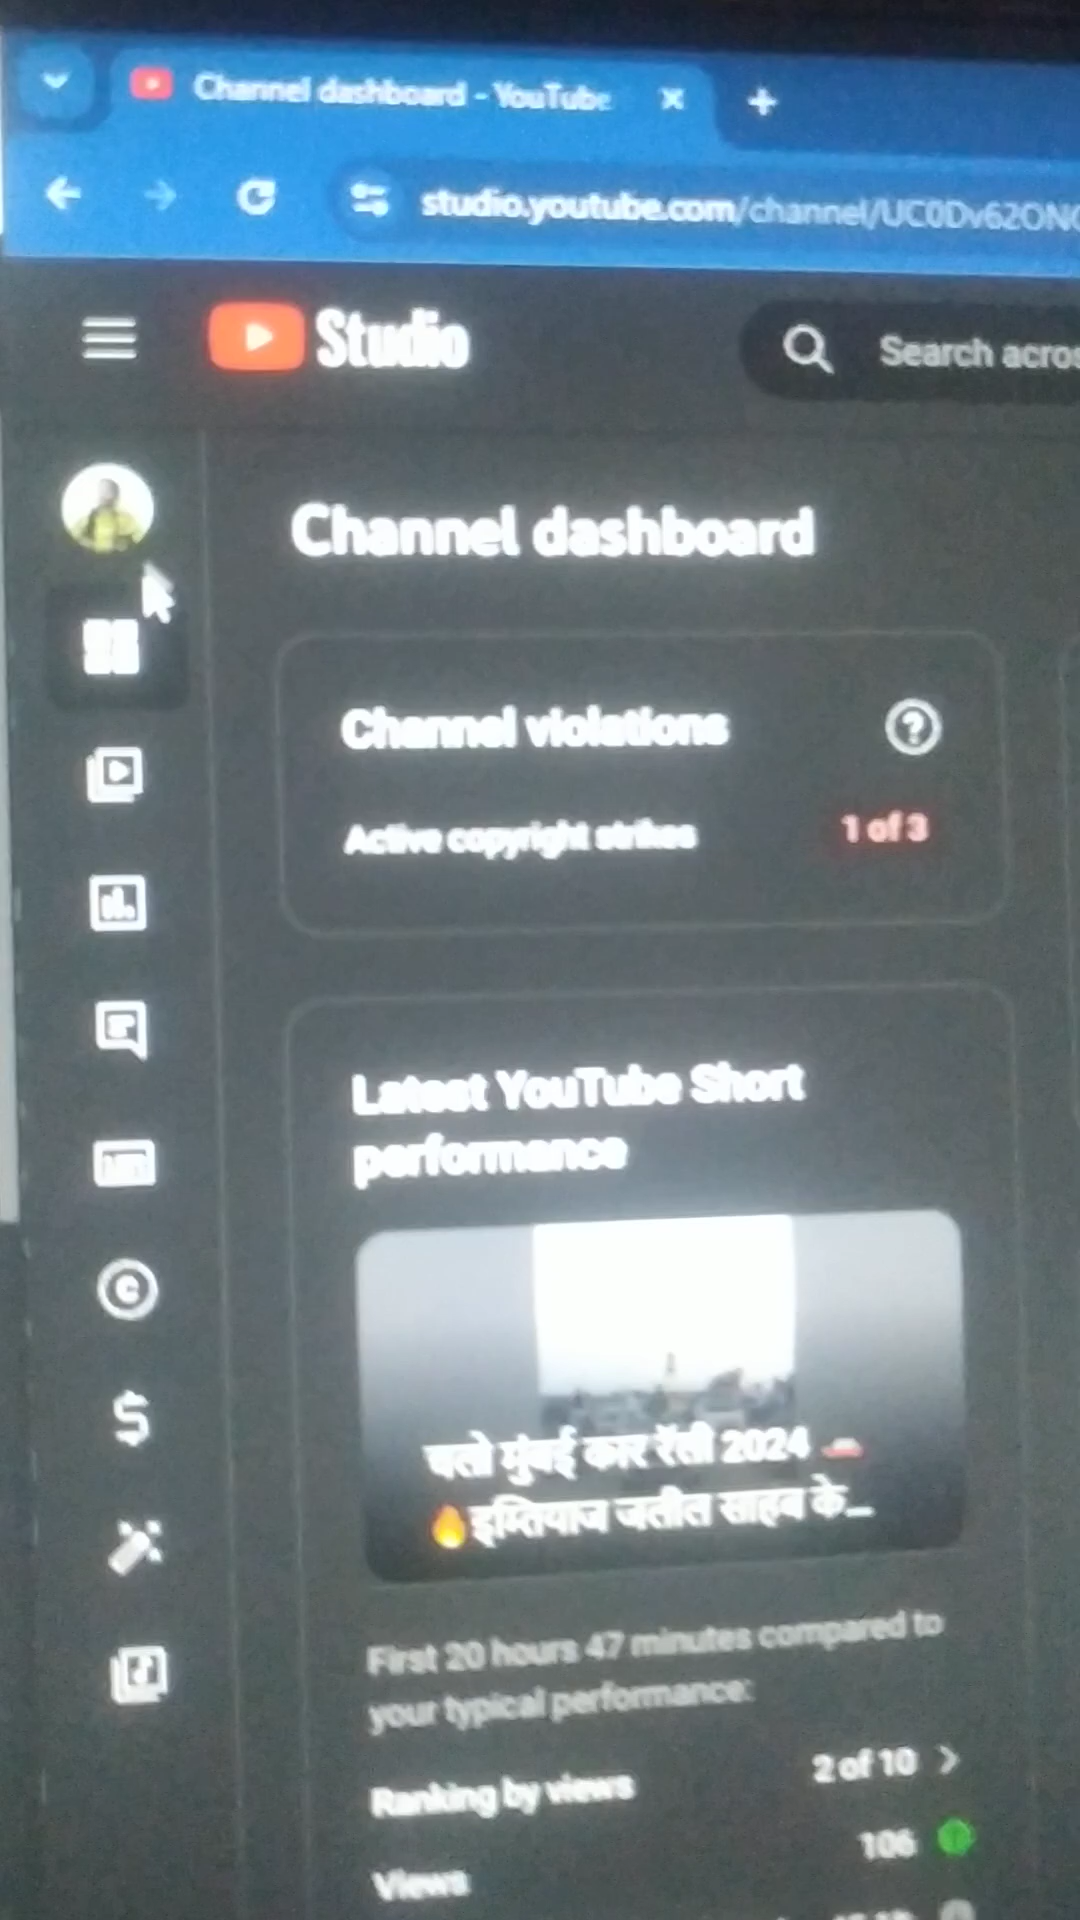 Channel dashboard - YouTube
studio.youtube.com/channel/UC0Dv62ON
Studio
Search acros
Channel dashboard
Channel violations
Active copyright strikes 1 of 3
Latest YouTube Short
performance
चलो मुंबई कार रॅली 2024
इम्तियाज जलील साहब के...
First 20 hours 47 minutes compared to
your typical performance:
Ranking by views 2 of 10
Views 106